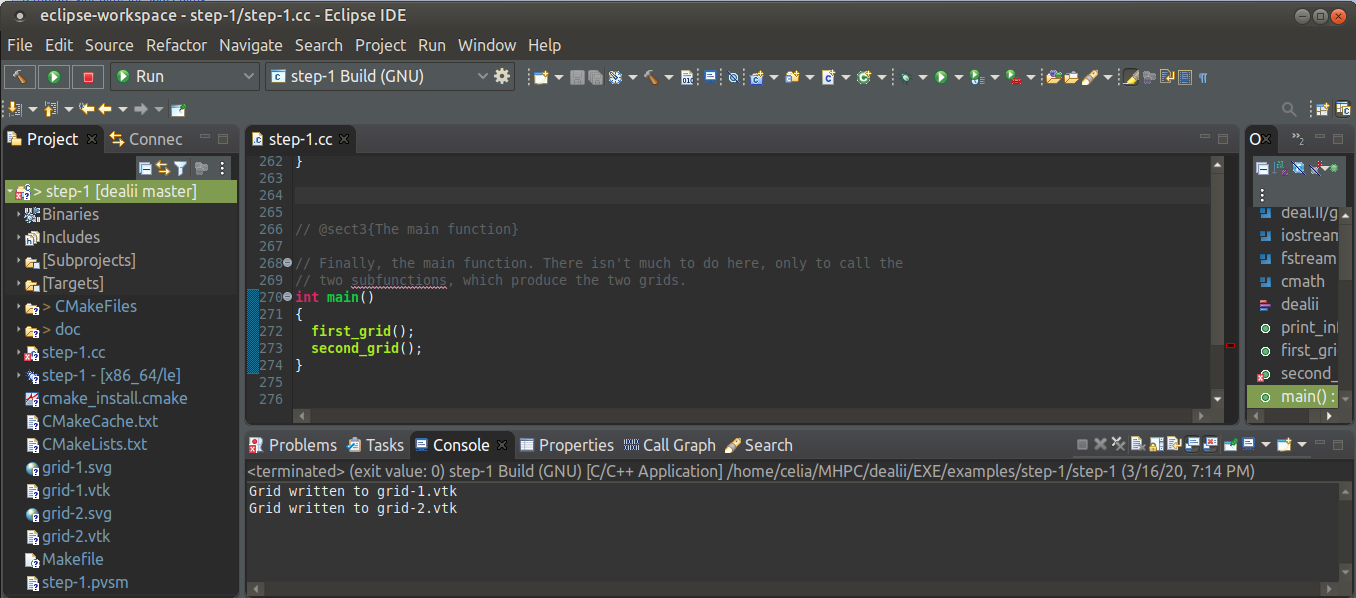 eclipse-workspace - step-1/step-1.cc - Eclipse IDE
File Edit Source Refactor Navigate Search Project Run Window Help
Run
step-1 Build (GNU)
Project
Connec
step-1.cc
O
»2
> step-1 [dealii master]
Binaries
Includes
[Subprojects]
[Targets]
> CMakeFiles
> doc
step-1.cc
step-1 - [x86_64/le]
cmake_install.cmake
CMakeCache.txt
CMakeLists.txt
grid-1.svg
grid-1.vtk
grid-2.svg
grid-2.vtk
Makefile
step-1.pvsm
262 }
263
264
265
266 // @sect3{The main function}
267
268 // Finally, the main function. There isn't much to do here, only to call the
269 // two subfunctions, which produce the two grids.
270 int main()
271 {
272   first_grid();
273   second_grid();
274 }
275
276
deal.II/g
iostream
fstream
cmath
dealii
print_inf
first_gri
second_
main() :
Problems
Tasks
Console
Properties
Call Graph
Search
<terminated> (exit value: 0) step-1 Build (GNU) [C/C++ Application] /home/celia/MHPC/dealii/EXE/examples/step-1/step-1 (3/16/20, 7:14 PM)
Grid written to grid-1.vtk
Grid written to grid-2.vtk